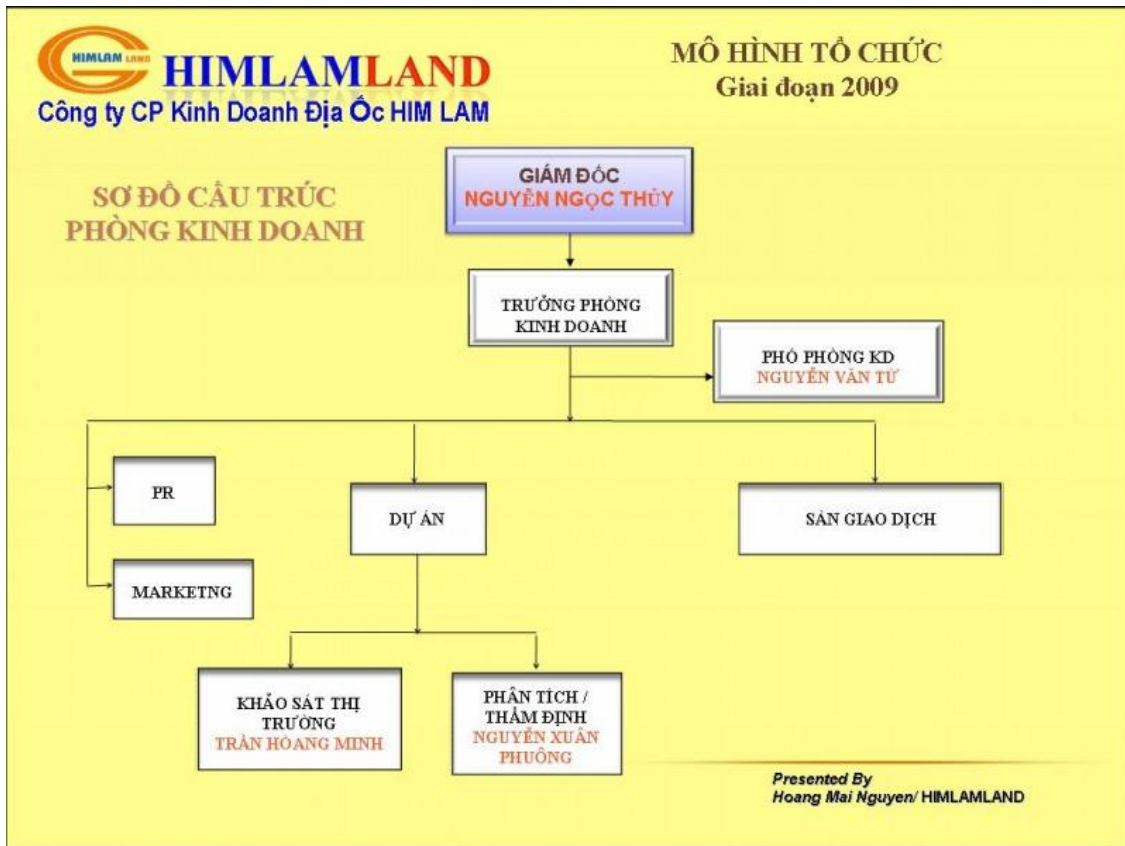 HIMLAM LAND
HIMLAMLAND
Công ty CP Kinh Doanh Địa Ốc HIM LAM
MÔ HÌNH TỔ CHỨC
Giai đoạn 2009
SƠ ĐỒ CẤU TRÚC
PHÒNG KINH DOANH
GIÁM ĐỐC
NGUYỄN NGỌC THỦY
TRƯỞNG PHÒNG
KINH DOANH
PHÓ PHÒNG KD
NGUYỄN VĂN TỪ
PR
DỰ ÁN
SÀN GIAO DỊCH
MARKETNG
KHẢO SÁT THỊ
TRƯỜNG
TRẦN HOÀNG MINH
PHÂN TÍCH /
THẨM ĐỊNH
NGUYỄN XUÂN
PHUÔNG
Presented By
Hoang Mai Nguyen/ HIMLAMLAND